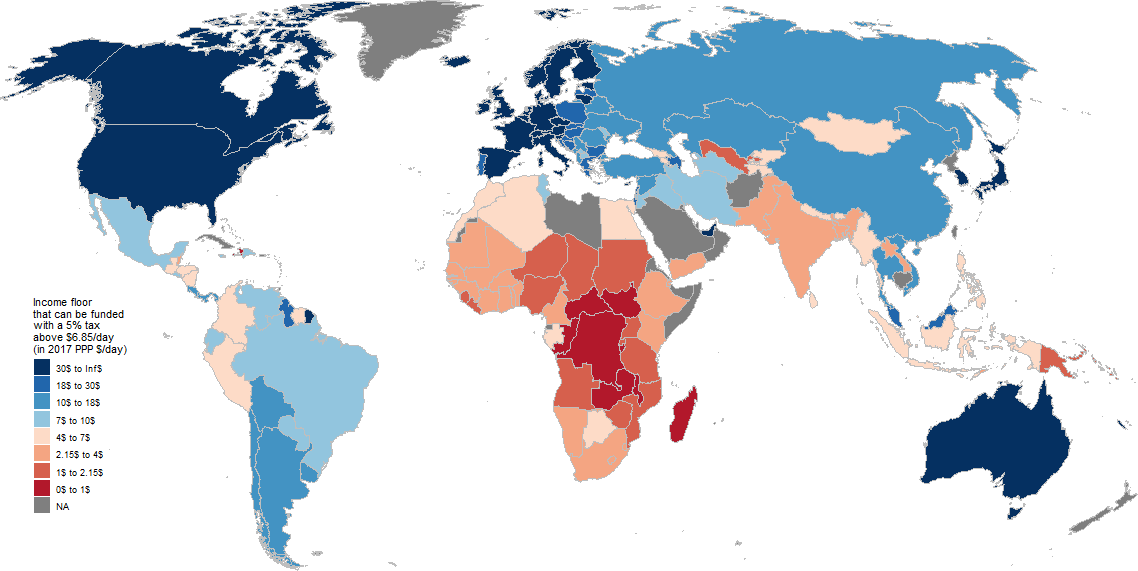 Income floor
that can be funded
with a 5% tax
above $6.85/day
(in 2017 PPP $/day)
30$ to Inf$
18$ to 30$
10$ to 18$
7$ to 10$
4$ to 7$
2.15$ to 4$
1$ to 2.15$
0$ to 1$
NA